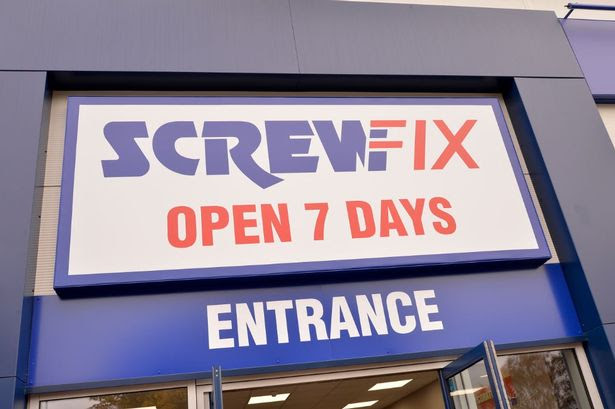 SCREWFIX
OPEN 7 DAYS
ENTRANCE